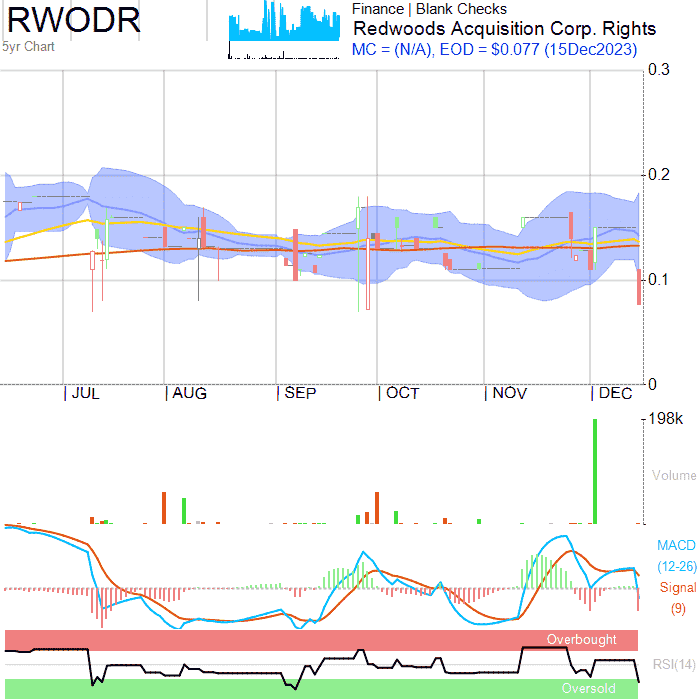 RWODR
5yr Chart
Finance | Blank Checks
Redwoods Acquisition Corp. Rights
MC = (N/A), EOD = $0.077 (15Dec2023)
0.3
0.2
0.1
0
JUL AUG SEP OCT NOV DEC
198k
Volume
MACD
(12-26)
Signal
(9)
Overbought
RSI(14)
Oversold